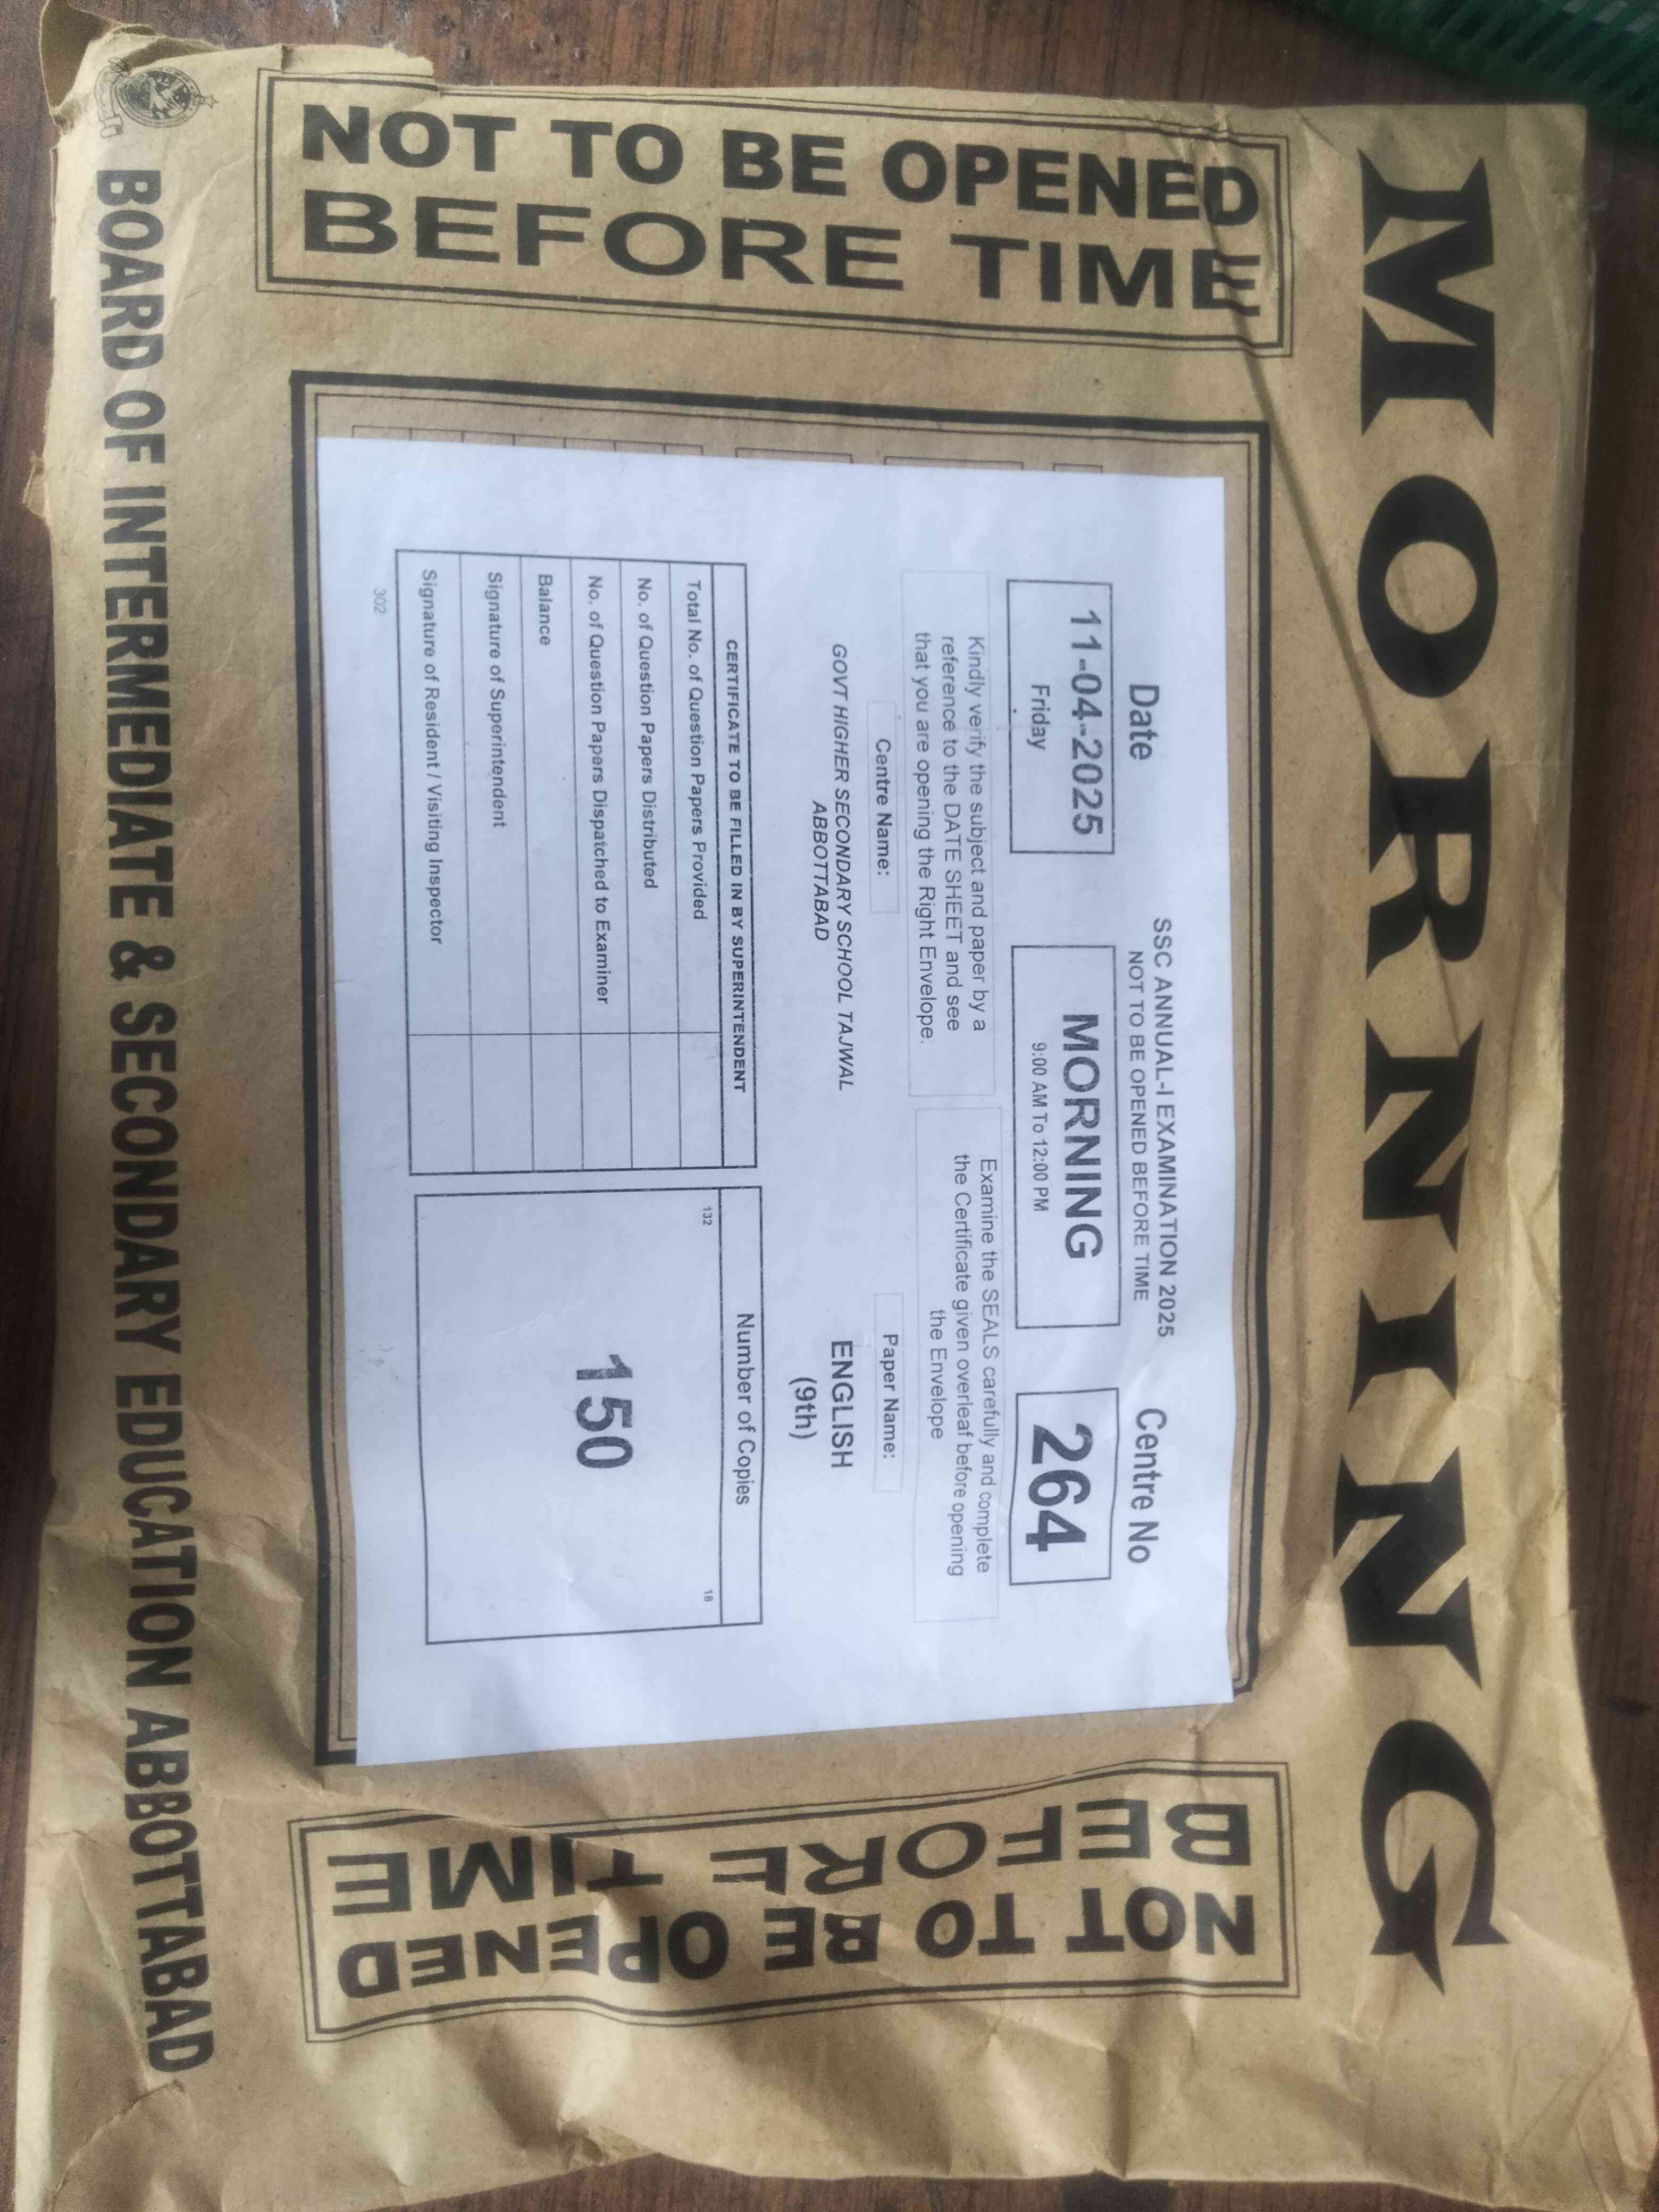 MORNING
NOT TO BE OPENED
BEFORE TIME
SSC ANNUAL-I EXAMINATION 2025
NOT TO BE OPENED BEFORE TIME
Date
11-04-2025
Friday
MORNING
9:00 AM To 12:00 PM
Centre No
264
Kindly verify the subject and paper by a
reference to the DATE SHEET and see
that you are opening the Right Envelope.
Examine the SEALS carefully and complete
the Certificate given overleaf before opening
the Envelope
Centre Name:
GOVT HIGHER SECONDARY SCHOOL TAJWAL
ABBOTTABAD
Paper Name:
ENGLISH
(9th)
CERTIFICATE TO BE FILLED IN BY SUPERINTENDENT
Total No. of Question Papers Provided
No. of Question Papers Distributed
No. of Question Papers Dispatched to Examiner
Balance
Signature of Superintendent
Signature of Resident / Visiting Inspector
302
Number of Copies
132
18
150
NOT TO BE OPENED
BEFORE TIME
BOARD OF INTERMEDIATE & SECONDARY EDUCATION ABBOTTABAD